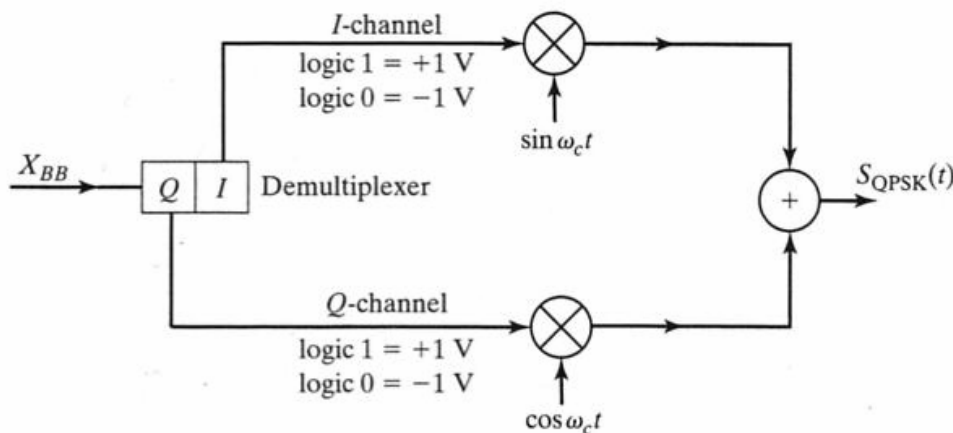 I-channel
logic 1 = +1 V
logic 0 = −1 V
sin ω_c t
X_BB
Q I Demultiplexer
+
S_QPSK(t)
Q-channel
logic 1 = +1 V
logic 0 = −1 V
cos ω_c t